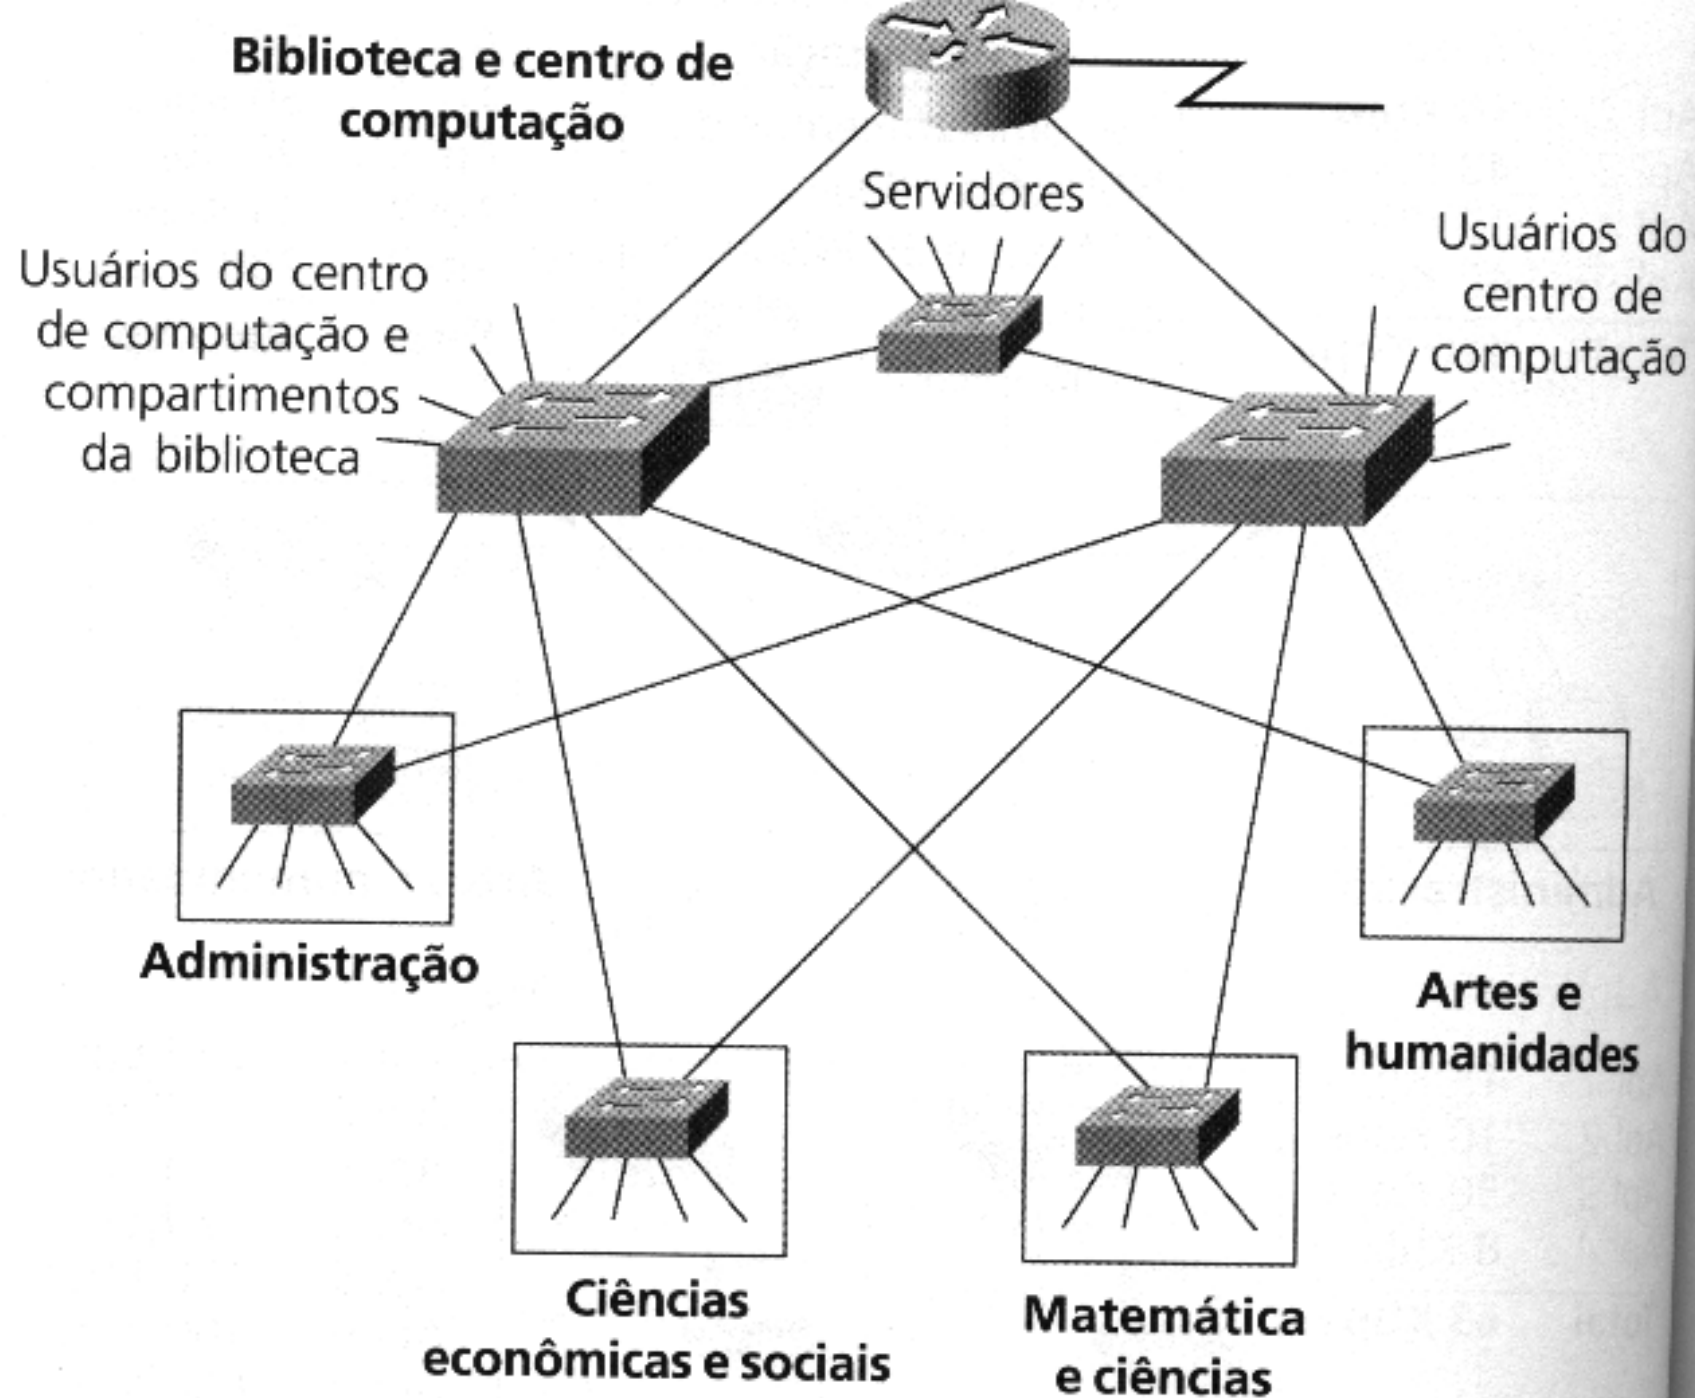 Biblioteca e centro de
computação
Servidores
Usuários do centro
de computação e
compartimentos
da biblioteca
Usuários do
centro de
computação
Administração
Artes e
humanidades
Ciências
econômicas e sociais
Matemática
e ciências